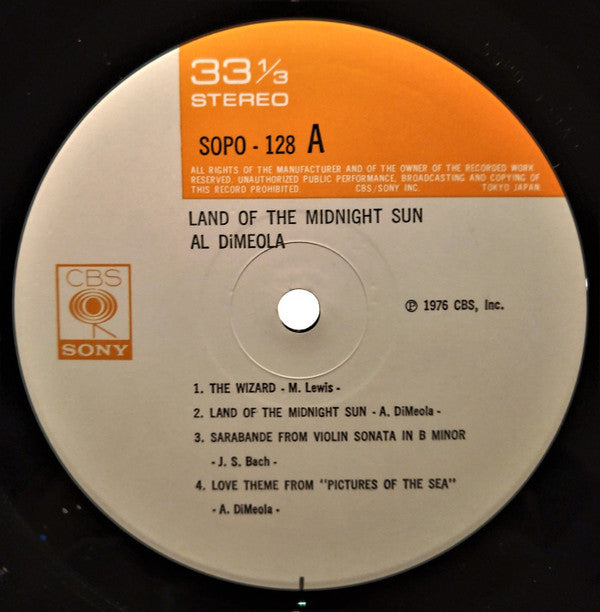 33 1/3
STEREO
SOPO - 128 A
ALL RIGHTS OF THE MANUFACTURER AND OF THE OWNER OF THE RECORDED WORK
RESERVED. UNAUTHORIZED PUBLIC PERFORMANCE, BROADCASTING AND COPYING OF
THIS RECORD PROHIBITED. CBS/SONY INC. TOKYO JAPAN
LAND OF THE MIDNIGHT SUN
AL DiMEOLA
CBS
SONY
Ⓟ 1976 CBS, Inc.
1. THE WIZARD - M. Lewis -
2. LAND OF THE MIDNIGHT SUN - A. DiMeola -
3. SARABANDE FROM VIOLIN SONATA IN B MINOR
- J. S. Bach -
4. LOVE THEME FROM "PICTURES OF THE SEA"
- A. DiMeola -